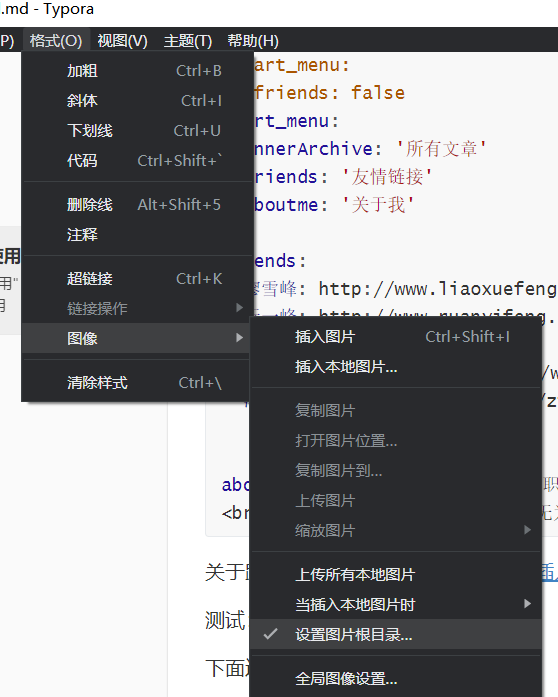 .md - Typora
P) 格式(O) 视图(V) 主题(T) 帮助(H)
加粗 Ctrl+B
斜体 Ctrl+I
下划线 Ctrl+U
代码 Ctrl+Shift+`
删除线 Alt+Shift+5
注释
超链接 Ctrl+K
链接操作
图像
清除样式 Ctrl+\
art_menu:
friends: false
rt_menu:
nnerArchive: '所有文章'
riends: '友情链接'
boutme: '关于我'
ends:
雪峰: http://www.liaoxuefeng
一峰: http://www.ruanyifeng.
使用
用"
用
插入图片 Ctrl+Shift+I
插入本地图片...
复制图片
打开图片位置...
复制图片到...
上传图片
缩放图片
上传所有本地图片
当插入本地图片时
设置图片根目录...
全局图像设置...
/w
/z
abo
职
<br
关于
测试
下面